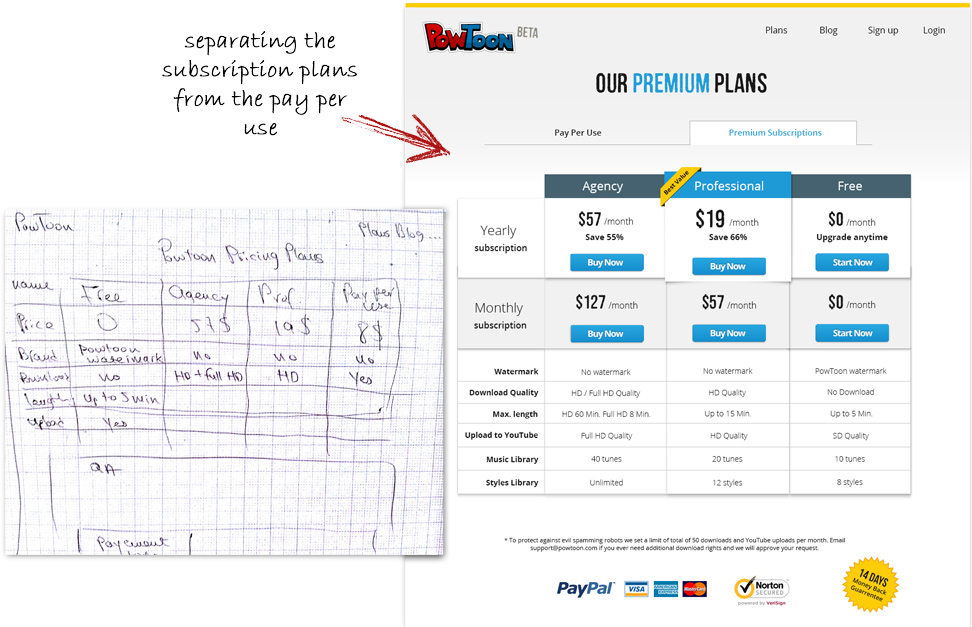 separating the
subscription plans
from the pay per
use
PowToon BETA
Plans Blog Sign up Login
OUR PREMIUM PLANS
Pay Per Use Premium Subscriptions
Best Value
Agency Professional Free
Yearly
subscription
$57 /month $19 /month $0 /month
Save 55% Save 66% Upgrade anytime
Buy Now Buy Now Start Now
Monthly
subscription
$127 /month $57 /month $0 /month
Buy Now Buy Now Start Now
Watermark No watermark No watermark PowToon watermark
Download Quality HD / Full HD Quality HD Quality No Download
Max. length HD 60 Min. Full HD 8 Min. Up to 15 Min. Up to 5 Min.
Upload to YouTube Full HD Quality HD Quality SD Quality
Music Library 40 tunes 20 tunes 10 tunes
Styles Library Unlimited 12 styles 8 styles
* To protect against evil spamming robots we set a limit of total of 50 downloads and YouTube uploads per month. Email
support@powtoon.com if you ever need additional download rights and we will approve your request.
PayPal VISA AMERICAN EXPRESS MasterCard Norton SECURED
powered by VeriSign
14 DAYS
Money Back
Guarrentee
PowToon Plans Blog...
Powtoon Pricing Plans
name Free Agency Prof. Pay per
use
Price 0 57$ 19$ 8$
Brand Powtoon
watermark no no no
no HD + full HD HD Yes
length up to 5 min
upload Yes
QA
Payement